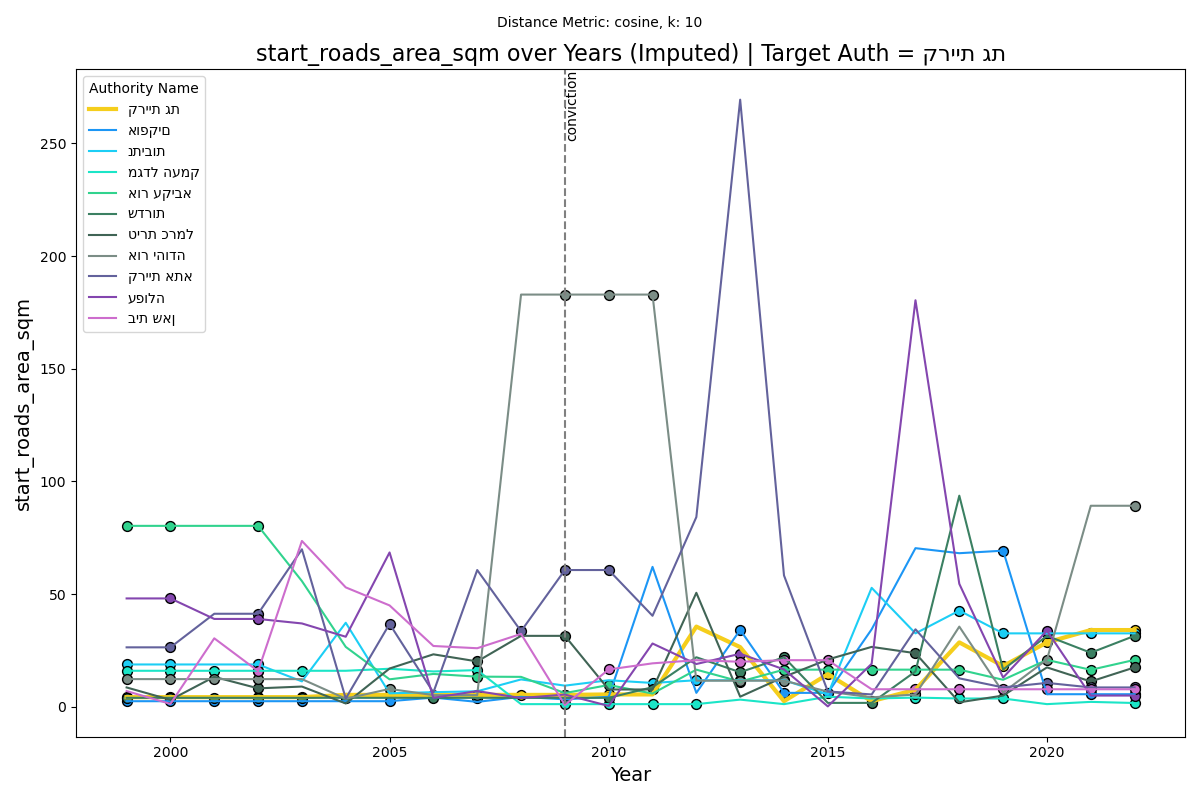 Distance Metric: cosine, k: 10
start_roads_area_sqm over Years (Imputed) | Target Auth = קריית גת
conviction
Authority Name
קריית גת
אופקים
נתיבות
מגדל העמק
אור עקיבא
שדרות
טירת כרמל
אור יהודה
קריית אתא
עפולה
בית שאן
start_roads_area_sqm
250
200
150
100
50
0
2000 2005 2010 2015 2020
Year